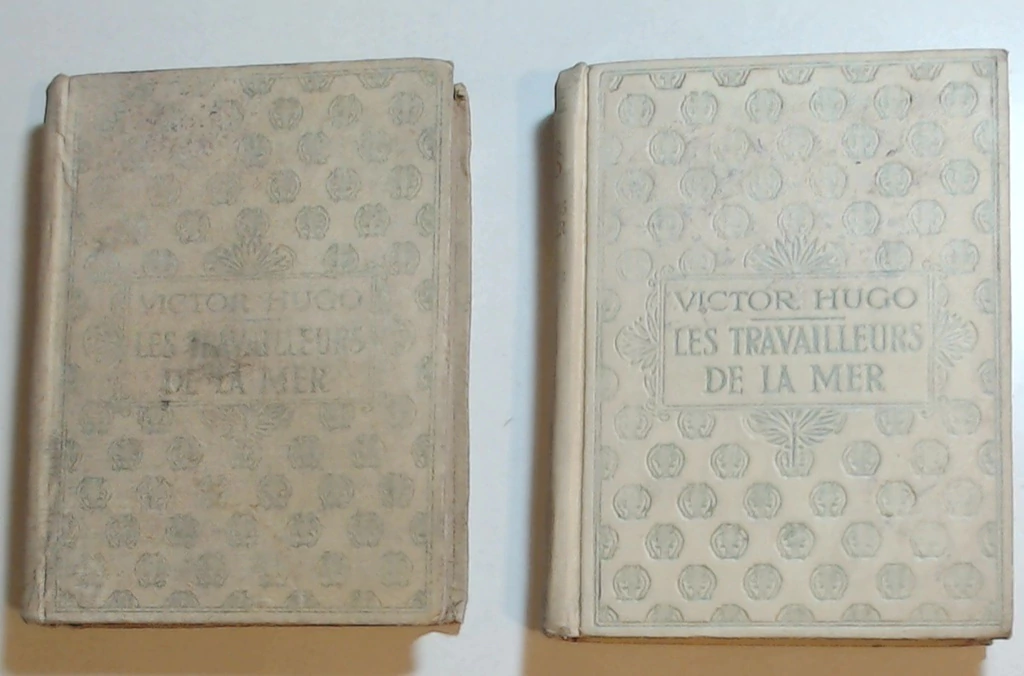 VICTOR HUGO
LES TRAVAILLEURS
DE LA MER
VICTOR HUGO
LES TRAVAILLEURS
DE LA MER